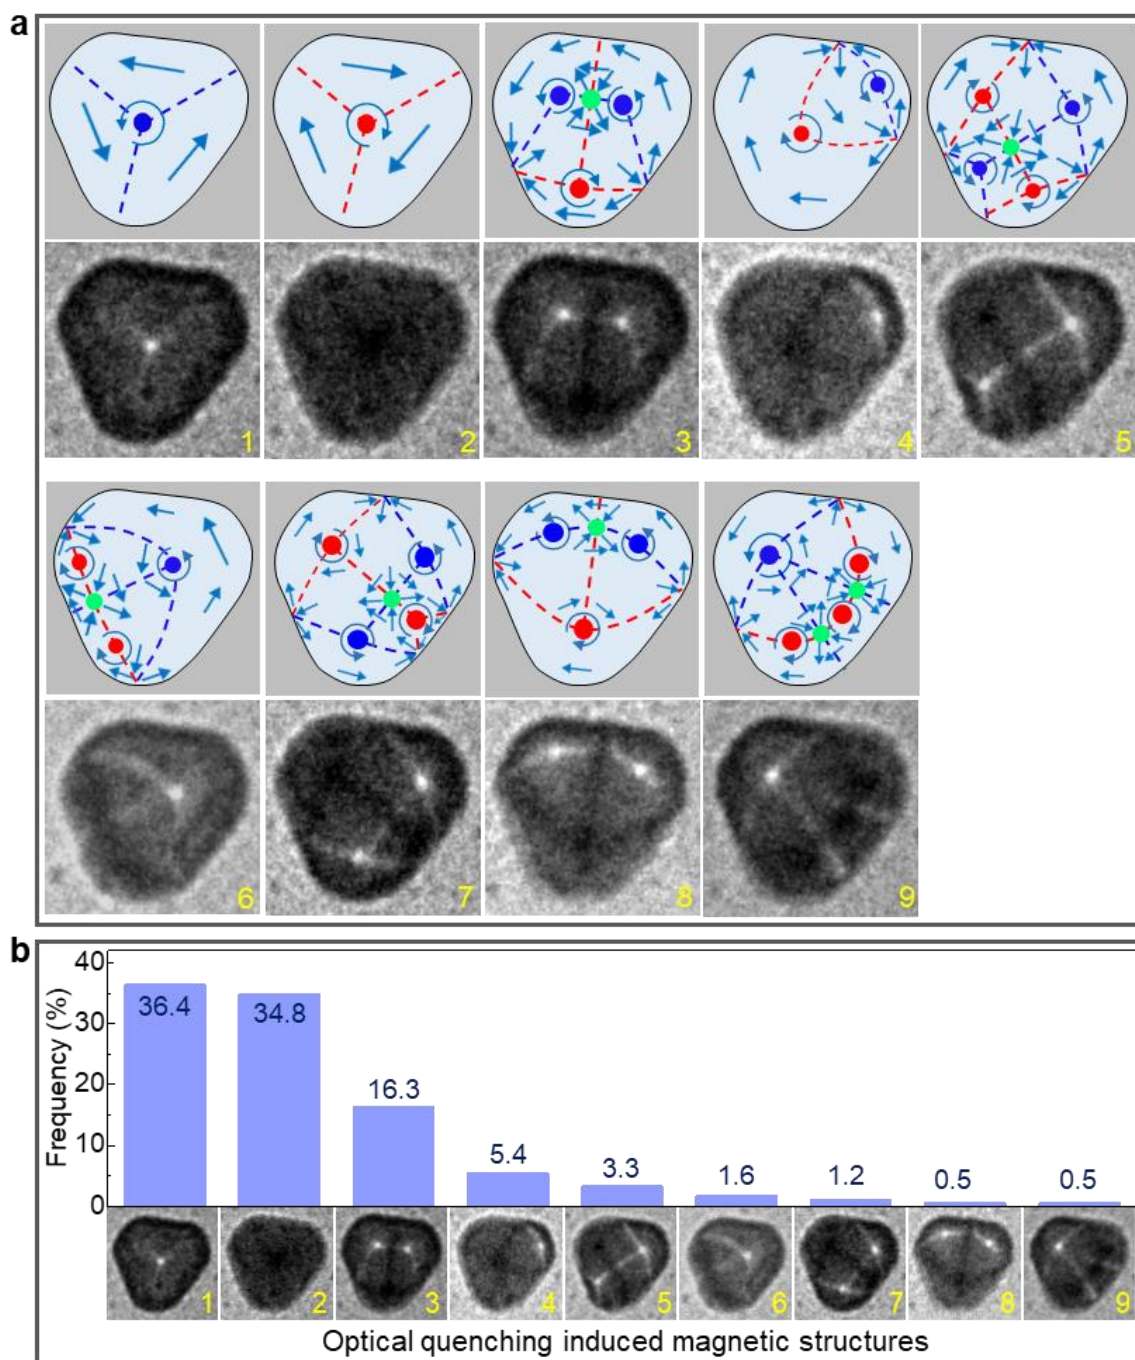 a
1 2 3 4 5
6 7 8 9
b
Frequency (%)
40
30
20
10
0
36.4 34.8 16.3 5.4 3.3 1.6 1.2 0.5 0.5
1 2 3 4 5 6 7 8 9
Optical quenching induced magnetic structures